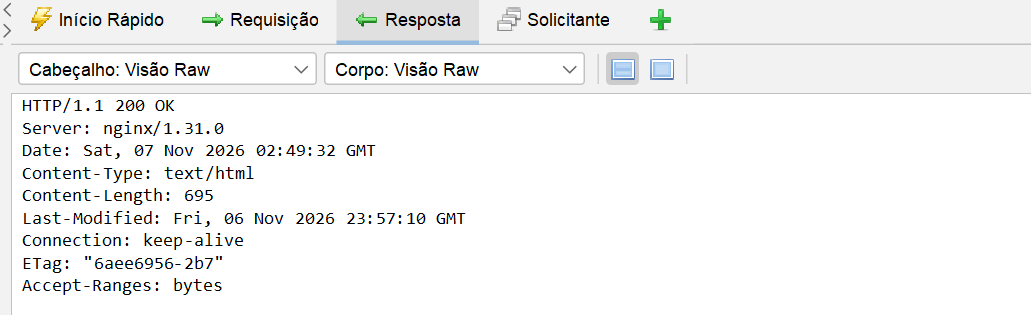 Início Rápido Requisição Resposta Solicitante
Cabeçalho: Visão Raw Corpo: Visão Raw
HTTP/1.1 200 OK
Server: nginx/1.31.0
Date: Sat, 07 Nov 2026 02:49:32 GMT
Content-Type: text/html
Content-Length: 695
Last-Modified: Fri, 06 Nov 2026 23:57:10 GMT
Connection: keep-alive
ETag: "6aee6956-2b7"
Accept-Ranges: bytes